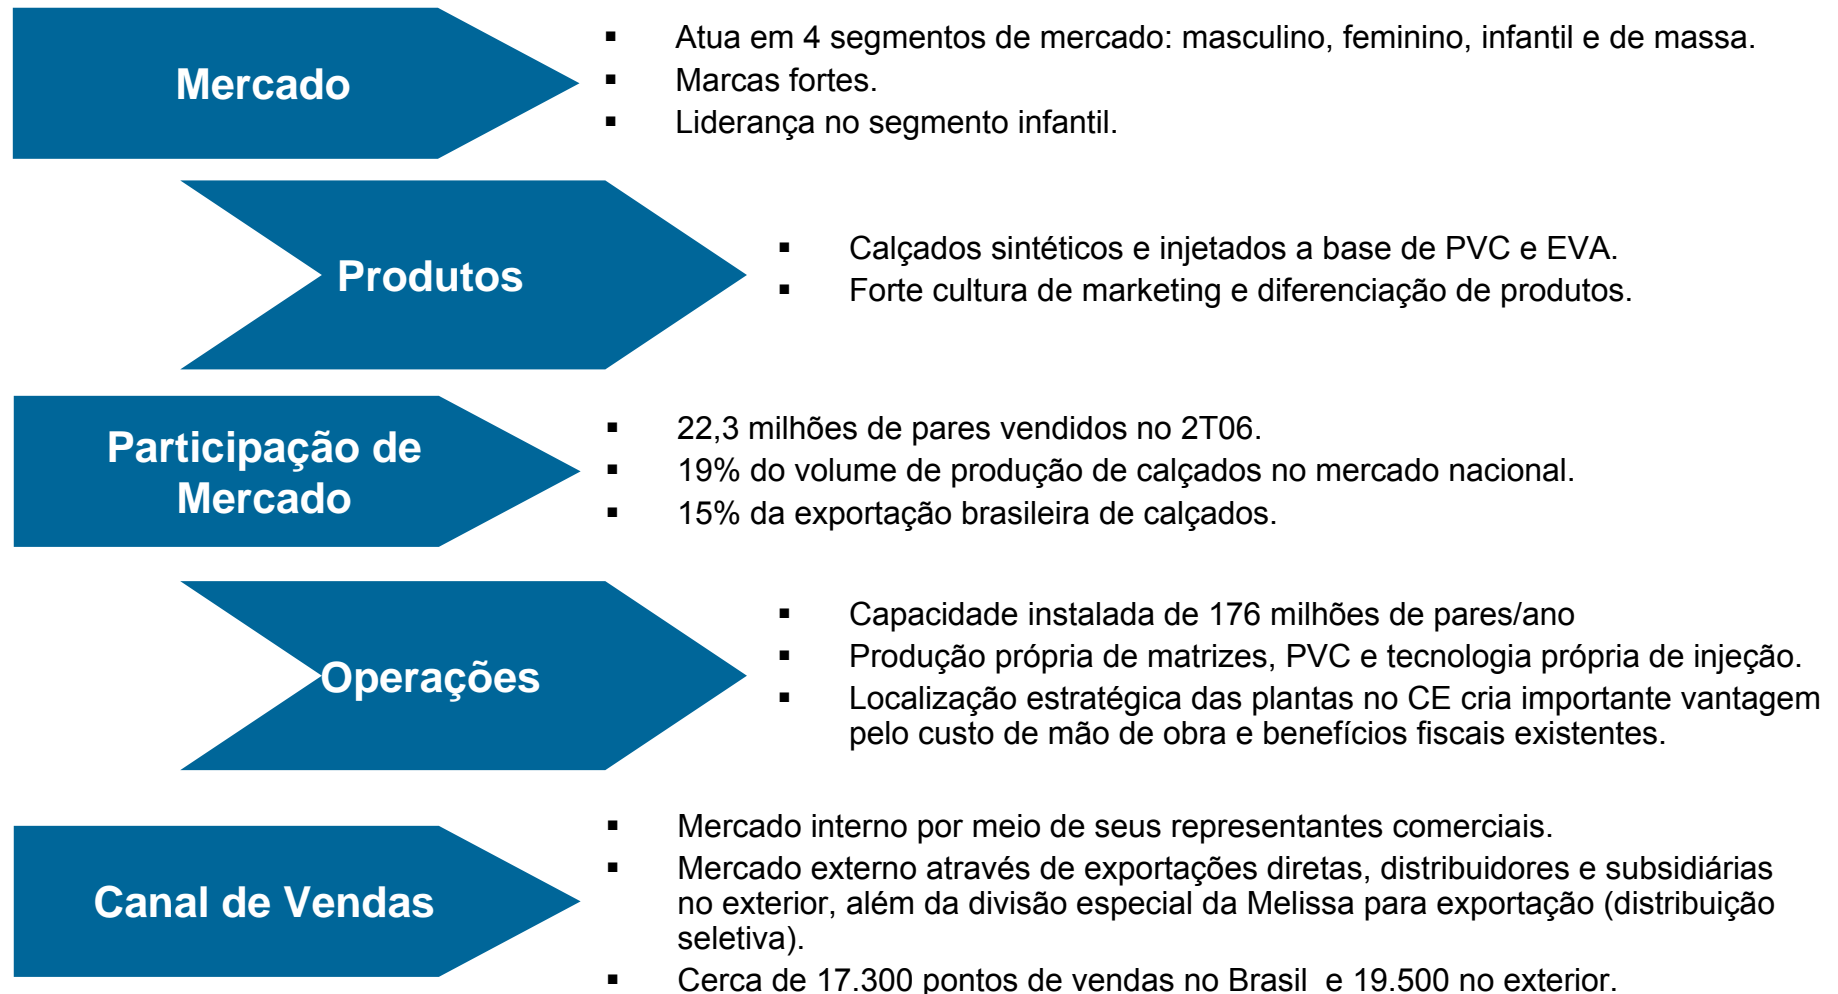 Mercado
▪ Atua em 4 segmentos de mercado: masculino, feminino, infantil e de massa.
▪ Marcas fortes.
▪ Liderança no segmento infantil.
Produtos
▪ Calçados sintéticos e injetados a base de PVC e EVA.
▪ Forte cultura de marketing e diferenciação de produtos.
Participação de
Mercado
▪ 22,3 milhões de pares vendidos no 2T06.
▪ 19% do volume de produção de calçados no mercado nacional.
▪ 15% da exportação brasileira de calçados.
Operações
▪ Capacidade instalada de 176 milhões de pares/ano
▪ Produção própria de matrizes, PVC e tecnologia própria de injeção.
▪ Localização estratégica das plantas no CE cria importante vantagem
pelo custo de mão de obra e benefícios fiscais existentes.
Canal de Vendas
▪ Mercado interno por meio de seus representantes comerciais.
▪ Mercado externo através de exportações diretas, distribuidores e subsidiárias
no exterior, além da divisão especial da Melissa para exportação (distribuição
seletiva).
▪ Cerca de 17.300 pontos de vendas no Brasil e 19.500 no exterior.